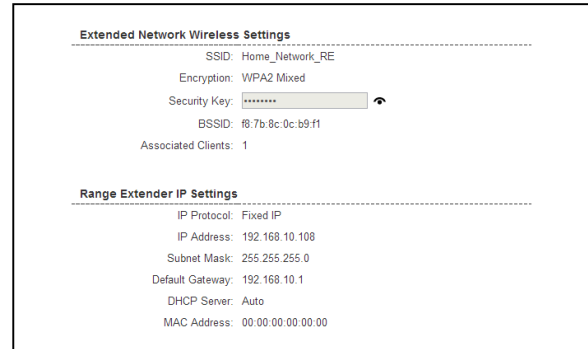 Extended Network Wireless Settings
SSID: Home_Network_RE
Encryption: WPA2 Mixed
Security Key: ••••••••
BSSID: f8:7b:8c:0c:b9:f1
Associated Clients: 1
Range Extender IP Settings
IP Protocol: Fixed IP
IP Address: 192.168.10.108
Subnet Mask: 255.255.255.0
Default Gateway: 192.168.10.1
DHCP Server: Auto
MAC Address: 00:00:00:00:00:00